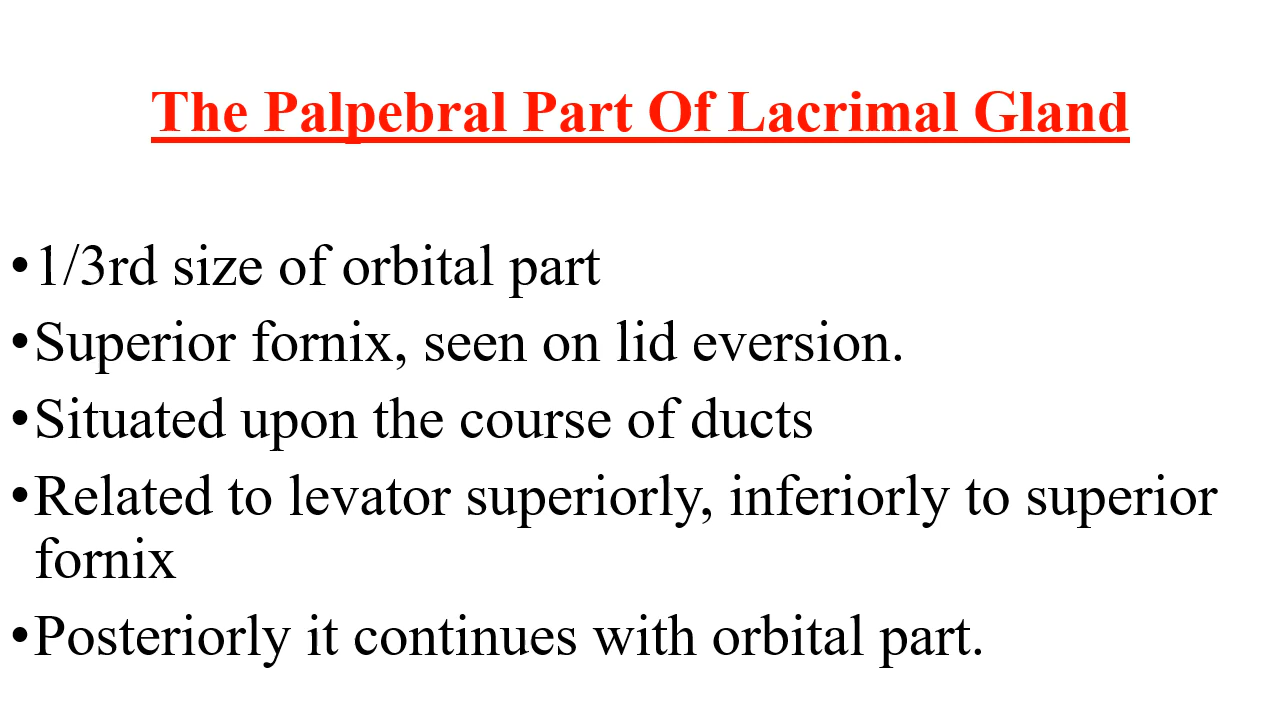 The Palpebral Part Of Lacrimal Gland
•1/3rd size of orbital part
•Superior fornix, seen on lid eversion.
•Situated upon the course of ducts
•Related to levator superiorly, inferiorly to superior
fornix
•Posteriorly it continues with orbital part.